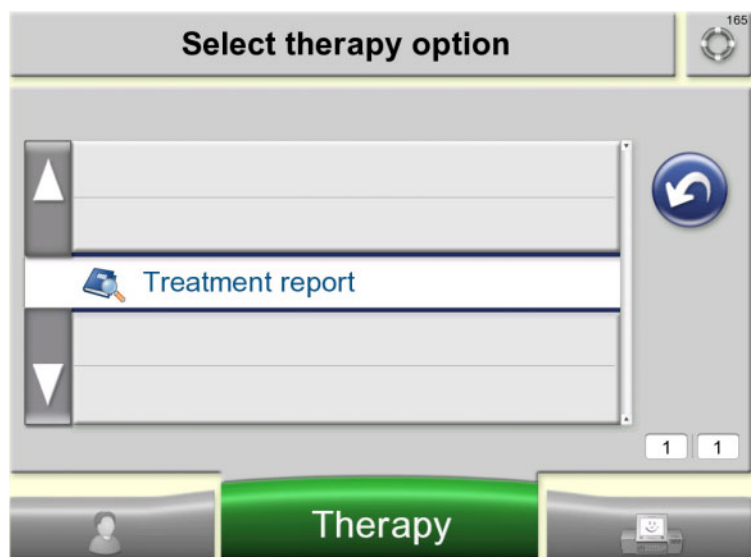 Select therapy option
165
Treatment report
1 1
Therapy